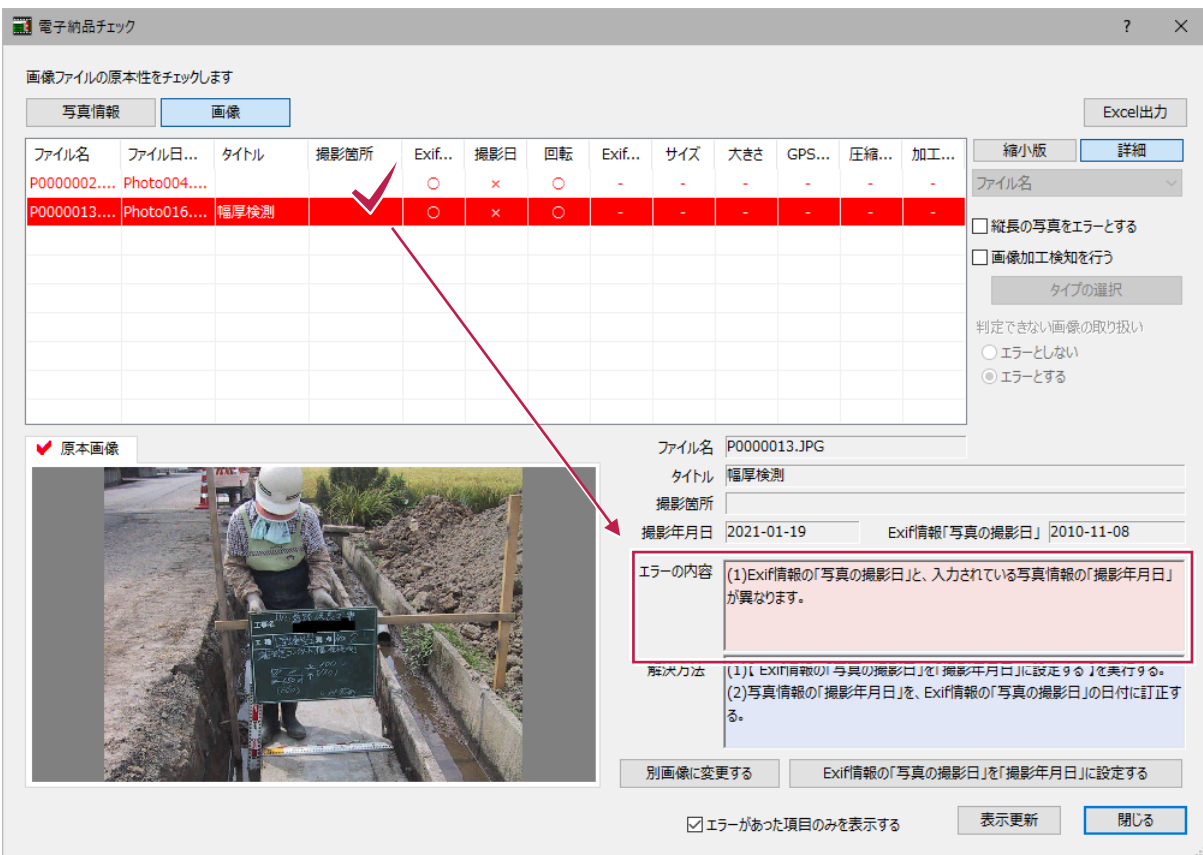 電子納品チェック
?
画像ファイルの原本性をチェックします
写真情報 画像 Excel出力
ファイル名 ファイル日... タイトル 撮影箇所 Exif... 撮影日 回転 Exif... サイズ 大きさ GPS... 圧縮... 加工...
P0000002.... Photo004.... ○ × ○ - - - - - -
P0000013.... Photo016.... 幅厚検測 ○ × ○ - - - - - -
縮小版 詳細
ファイル名
縦長の写真をエラーとする
画像加工検知を行う
タイプの選択
判定できない画像の取り扱い
エラーとしない
エラーとする
原本画像
工事名
工種
ファイル名 P0000013.JPG
タイトル 幅厚検測
撮影箇所
撮影年月日 2021-01-19 Exif情報「写真の撮影日」 2010-11-08
エラーの内容 (1)Exif情報の「写真の撮影日」と、入力されている写真情報の「撮影年月日」
が異なります。
解決方法 (1)【 Exif情報の「写真の撮影日」を「撮影年月日」に設定する 】を実行する。
(2)写真情報の「撮影年月日」を、Exif情報の「写真の撮影日」の日付に訂正す
る。
別画像に変更する Exif情報の「写真の撮影日」を「撮影年月日」に設定する
エラーがあった項目のみを表示する 表示更新 閉じる